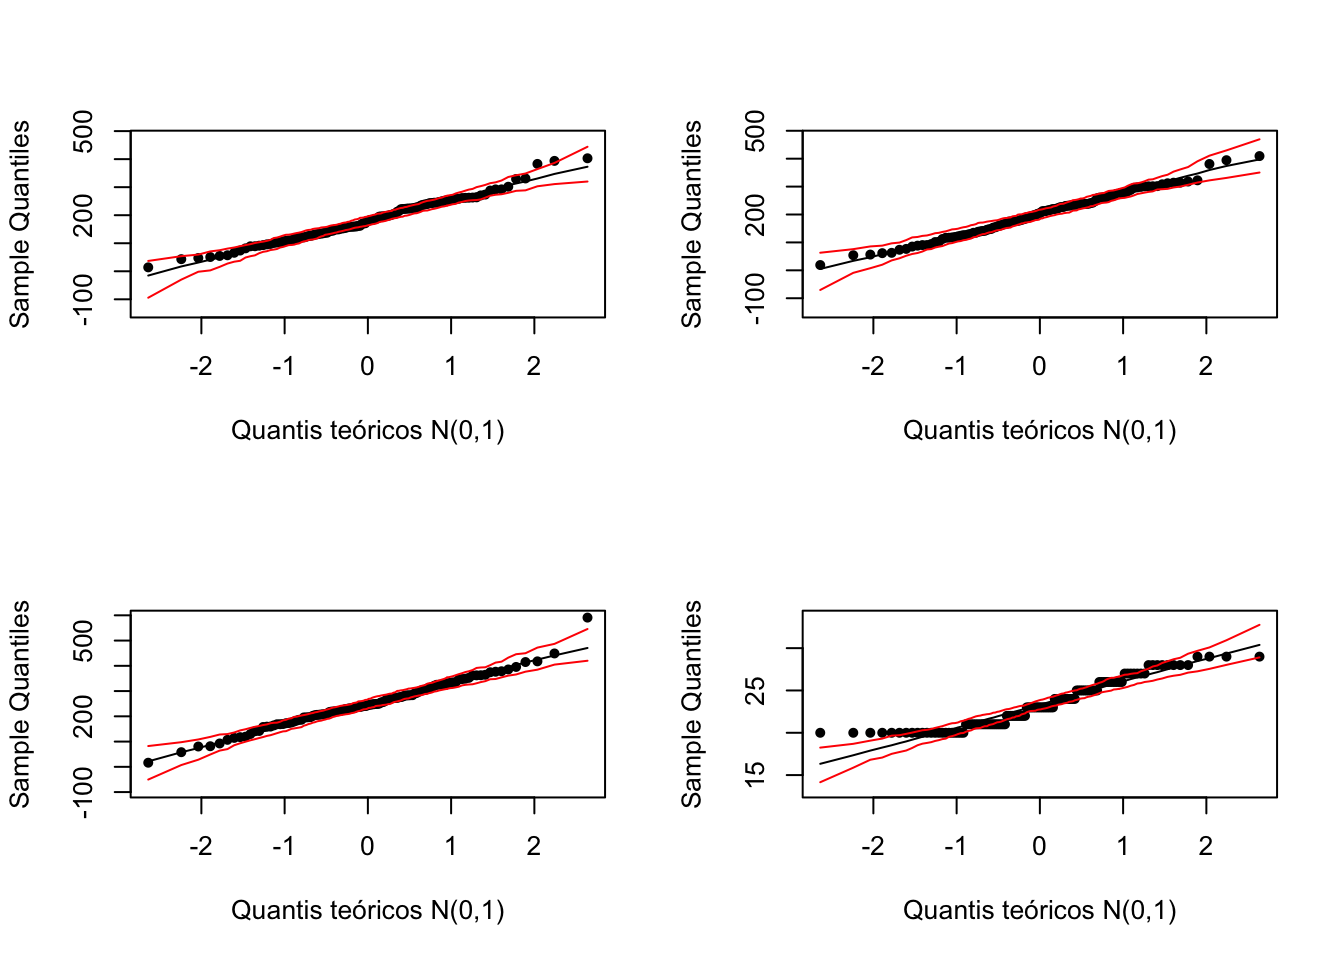 Sample Quantiles
500
200
-100
-2 -1 0 1 2
Quantis teóricos N(0,1)
Sample Quantiles
500
200
-100
-2 -1 0 1 2
Quantis teóricos N(0,1)
Sample Quantiles
500
200
-100
-2 -1 0 1 2
Quantis teóricos N(0,1)
Sample Quantiles
25
15
-2 -1 0 1 2
Quantis teóricos N(0,1)